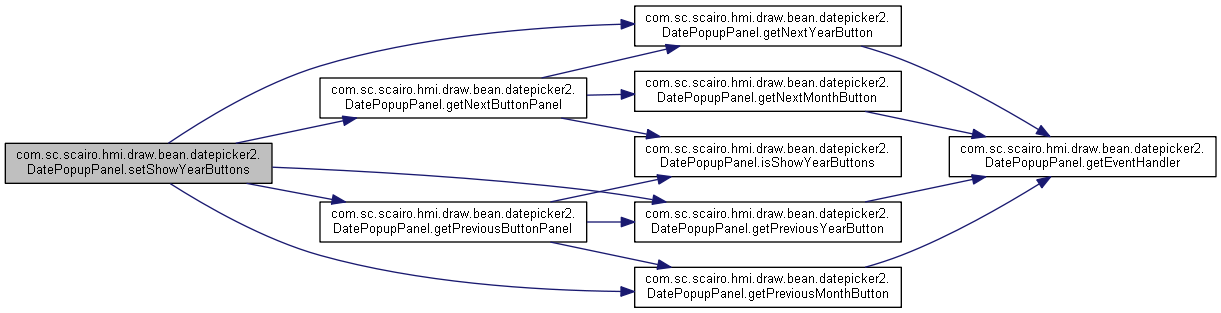 com.sc.scairo.hmi.draw.bean.datepicker2.
DatePopupPanel.setShowYearButtons
com.sc.scairo.hmi.draw.bean.datepicker2.
DatePopupPanel.getNextButtonPanel
com.sc.scairo.hmi.draw.bean.datepicker2.
DatePopupPanel.getPreviousButtonPanel
com.sc.scairo.hmi.draw.bean.datepicker2.
DatePopupPanel.getNextYearButton
com.sc.scairo.hmi.draw.bean.datepicker2.
DatePopupPanel.getNextMonthButton
com.sc.scairo.hmi.draw.bean.datepicker2.
DatePopupPanel.isShowYearButtons
com.sc.scairo.hmi.draw.bean.datepicker2.
DatePopupPanel.getPreviousYearButton
com.sc.scairo.hmi.draw.bean.datepicker2.
DatePopupPanel.getPreviousMonthButton
com.sc.scairo.hmi.draw.bean.datepicker2.
DatePopupPanel.getEventHandler